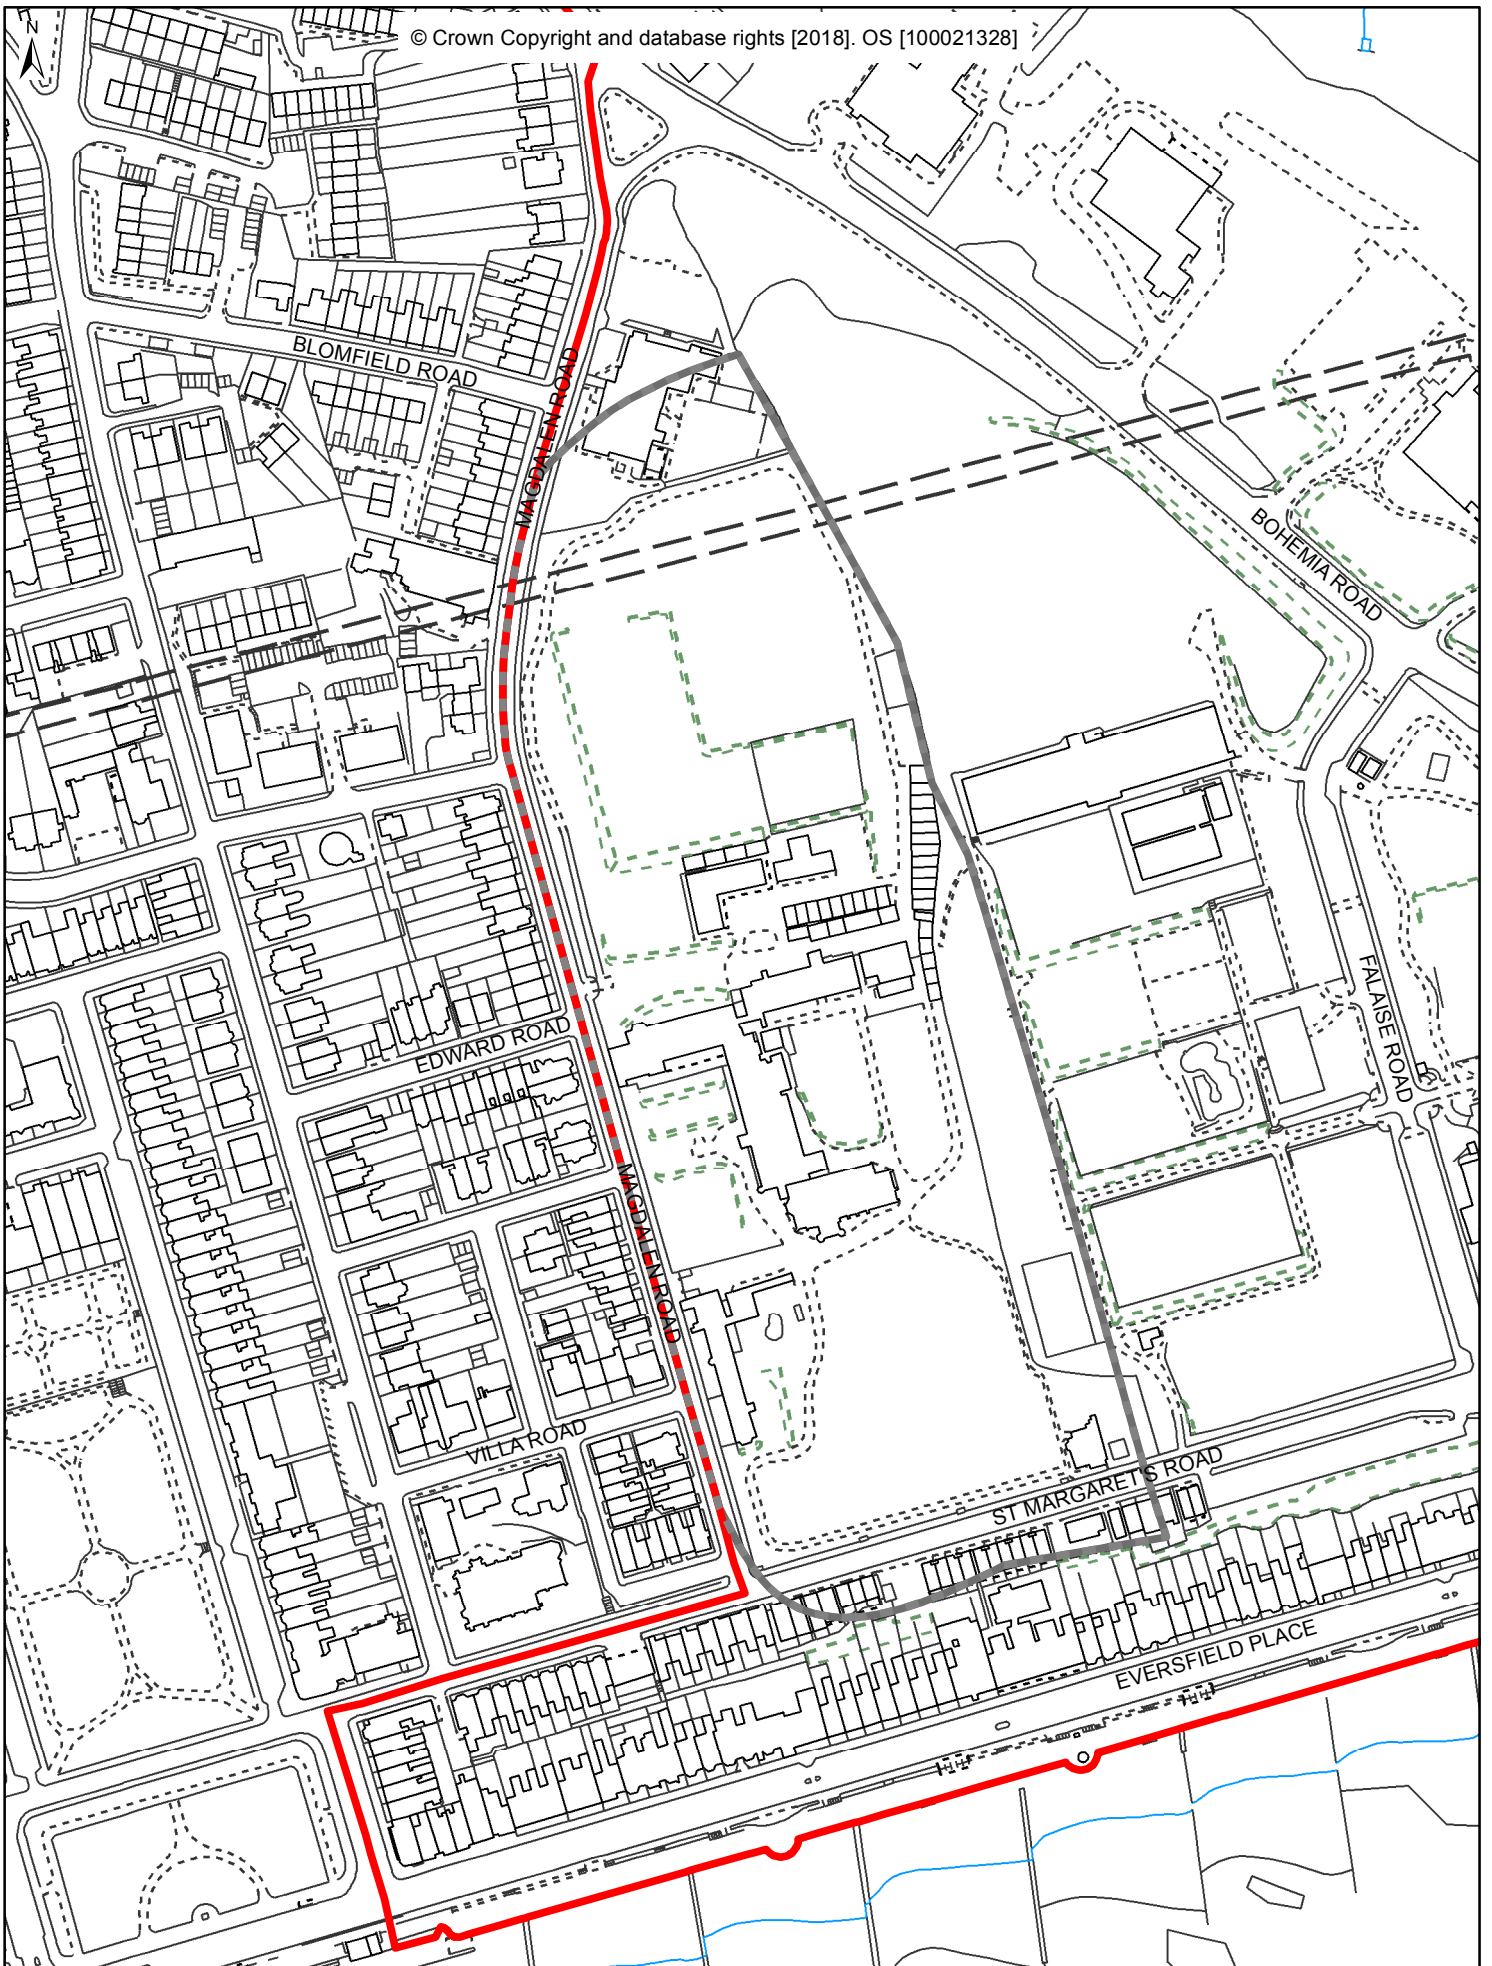 N
© Crown Copyright and database rights [2018]. OS [100021328]
BLOMFIELD ROAD
MAGDALEN ROAD
BOHEMIA ROAD
FALAISE ROAD
EDWARD ROAD
MAGDALEN ROAD
VILLA ROAD
ST MARGARET'S ROAD
EVERSFIELD PLACE